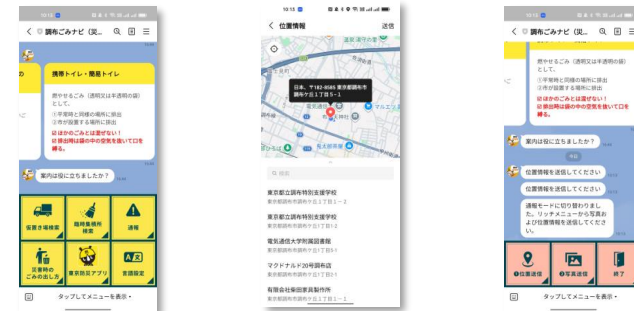 10:13
調布ごみナビ（災...
携帯トイレ・簡易トイレ
燃やせるごみ（透明又は半透明の袋）
として、
①平常時と同様の場所に排出
②市が設置する場所に排出
☑ほかのごみとは混ぜない！
☑排出時は袋の中の空気を抜いて口を
縛る。
案内は役に立ちましたか？
仮置き場検索
臨時集積所
検索
通報
災害時の
ごみの出し方
東京防災アプリ
言語設定
タップしてメニューを表示
10:13
位置情報
送信
日本、〒182-8585 東京都調布市
調布ケ丘１丁目５−１
検索
東京都立調布特別支援学校
東京都調布市調布ケ丘１丁目１−２
東京都立調布特別支援学校
東京都調布市調布ケ丘1丁目1-2
電気通信大学附属図書館
東京都調布市調布ケ丘1丁目5-1
マクドナルド20号調布店
有限会社柴田家具製作所
東京都調布市調布ケ丘１丁目１−１
10:15
調布ごみナビ（災...
燃やせるごみ（透明又は半透明の袋）
として、
①平常時と同様の場所に排出
②市が設置する場所に排出
☑ほかのごみとは混ぜない！
☑排出時は袋の中の空気を抜いて口を
縛る。
案内は役に立ちましたか？
今日
位置情報を送信してください
位置情報を送信してください
通報モードに切り替わりまし
た。リッチメニューから写真お
よび位置情報を送信してくださ
い。
❶位置送信
❷写真送信
終了
タップしてメニューを表示